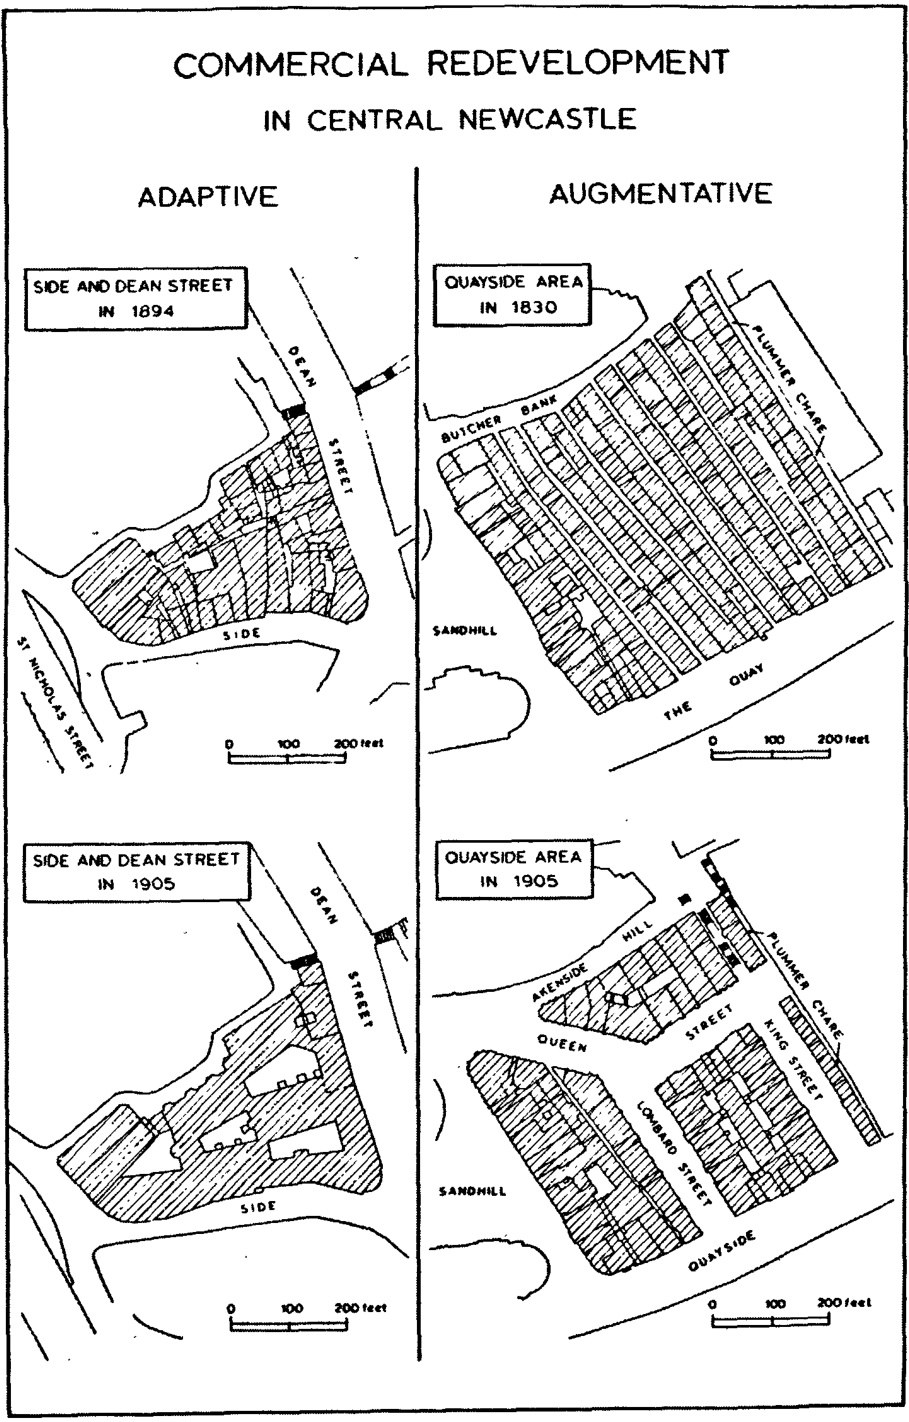 COMMERCIAL REDEVELOPMENT
IN CENTRAL NEWCASTLE
ADAPTIVE
SIDE AND DEAN STREET
IN 1894
DEAN
STREET
SIDE
ST NICHOLAS STREET
0 100 200 feet
SIDE AND DEAN STREET
IN 1905
DEAN
STREET
SIDE
0 100 200 feet
AUGMENTATIVE
QUAYSIDE AREA
IN 1830
PLUMMER CHARE
BUTCHER BANK
SANDHILL
THE QUAY
0 100 200 feet
QUAYSIDE AREA
IN 1905
AKENSIDE HILL
PLUMMER CHARE
QUEEN STREET
KING STREET
LOMBARD STREET
SANDHILL
QUAYSIDE
0 100 200 feet